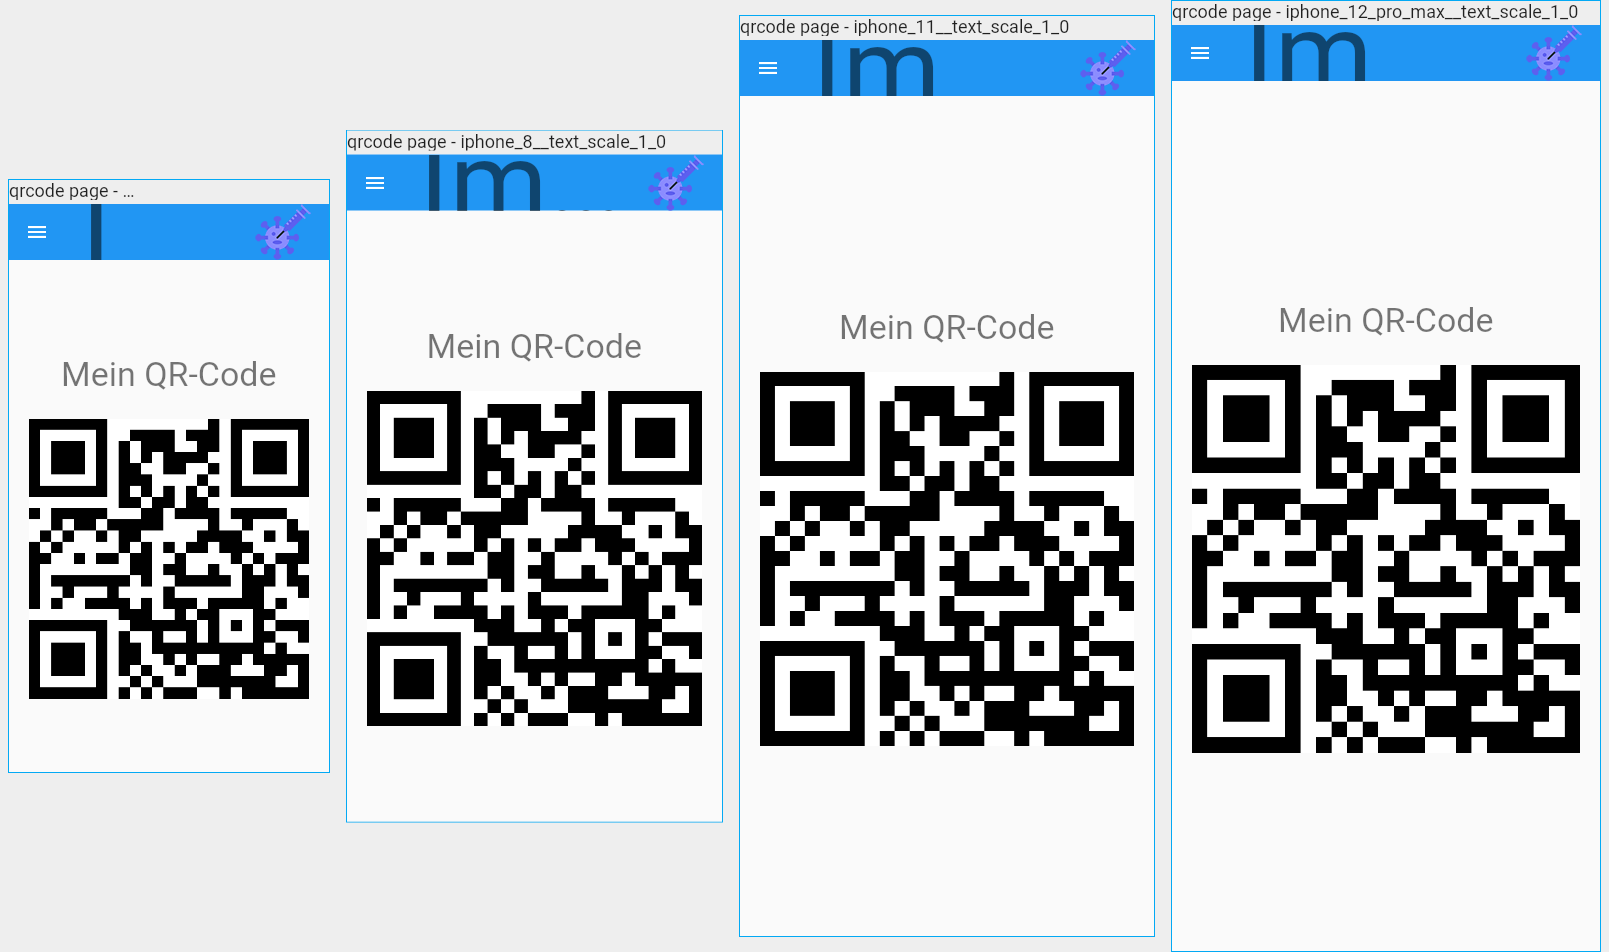 qrcode page - ...
I
Mein QR-Code
qrcode page - iphone_8__text_scale_1_0
Im...
Mein QR-Code
qrcode page - iphone_11__text_scale_1_0
Im
Mein QR-Code
qrcode page - iphone_12_pro_max__text_scale_1_0
Im
Mein QR-Code